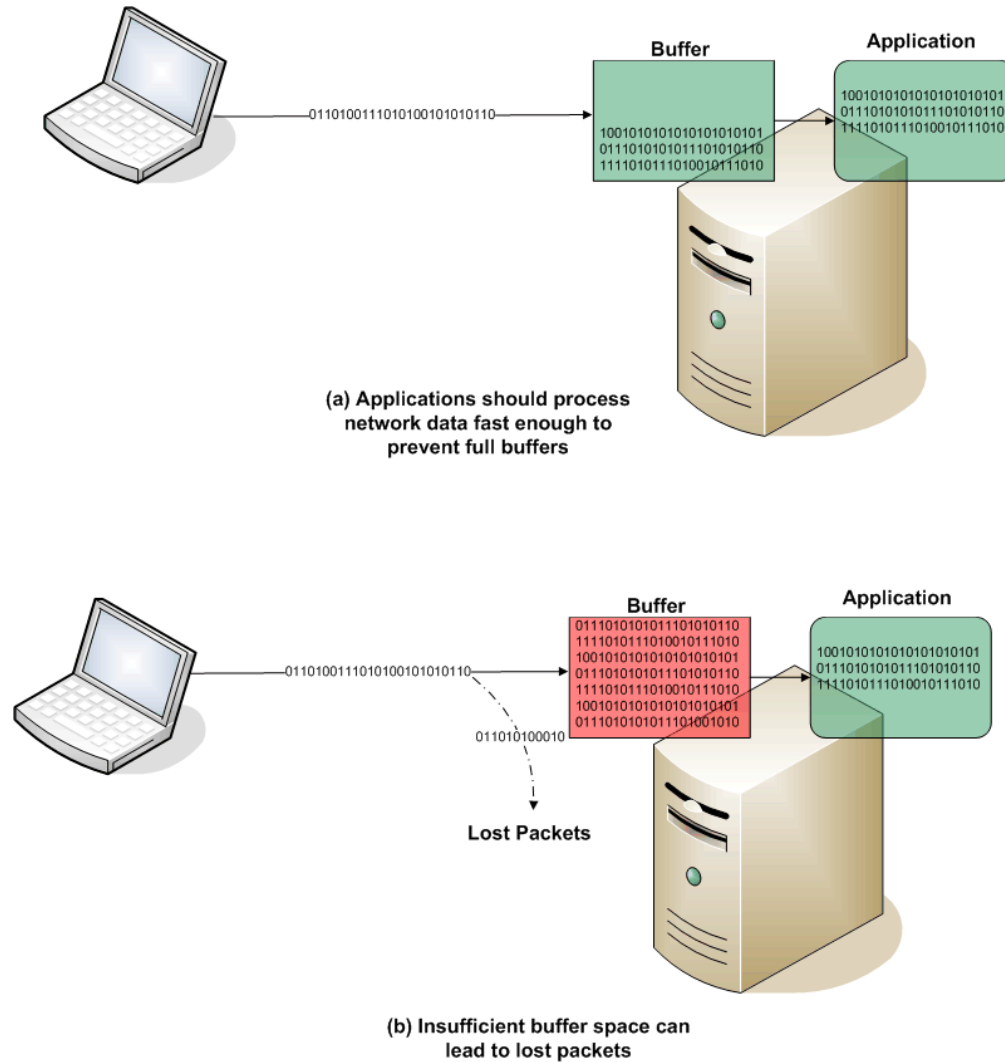 Buffer
Application
0110100111010100101010110
1001010101010101010101
0111010101011101010110
1111010111010010111010
1001010101010101010101
0111010101011101010110
1111010111010010111010
(a) Applications should process
network data fast enough to
prevent full buffers
Buffer
Application
0110100111010100101010110
0111010101011101010110
1111010111010010111010
1001010101010101010101
0111010101011101010110
1111010111010010111010
1001010101010101010101
0111010101011101001010
1001010101010101010101
0111010101011101010110
1111010111010010111010
011010100010
Lost Packets
(b) Insufficient buffer space can
lead to lost packets